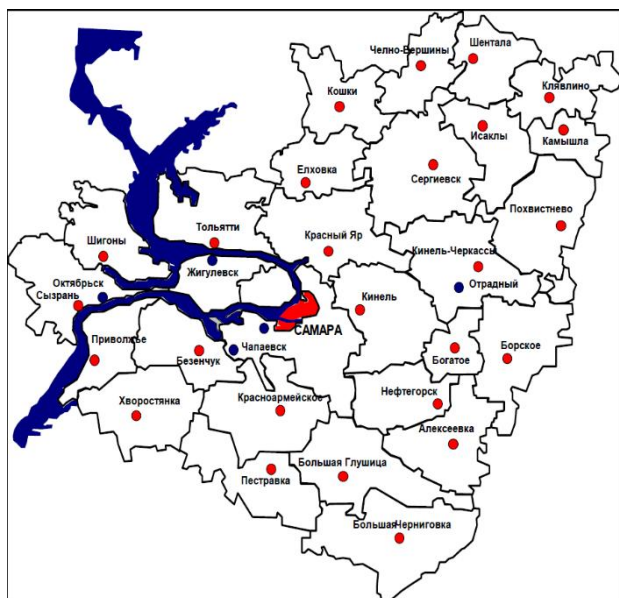 Челно-Вершины
Шентала
Кошки
Клявлино
Исаклы
Камышла
Елховка
Сергиевск
Похвистнево
Тольятти
Красный Яр
Шигоны
Кинель-Черкассы
Жигулевск
Октябрьск
Отрадный
Сызрань
Кинель
САМАРА
Приволжье
Чапаевск
Безенчук
Богатое
Борское
Нефтегорск
Хворостянка
Красноармейское
Алексеевка
Большая Глушица
Пестравка
Большая Черниговка